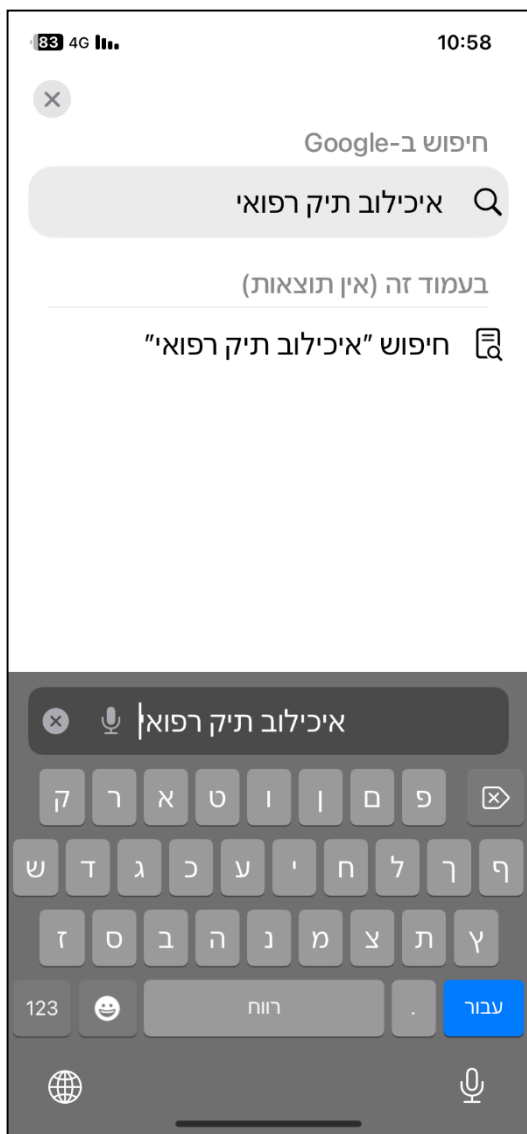 10:58
4G 83
חיפוש ב-Google
איכילוב תיק רפואי
בעמוד זה (אין תוצאות)
חיפוש "איכילוב תיק רפואי"
איכילוב תיק רפואי
ק ר א ט ו ן ם פ
ש ד ג כ ע י ח ל ך ף
ז ס ב ה נ מ צ ת ץ
123 רווח . עבור